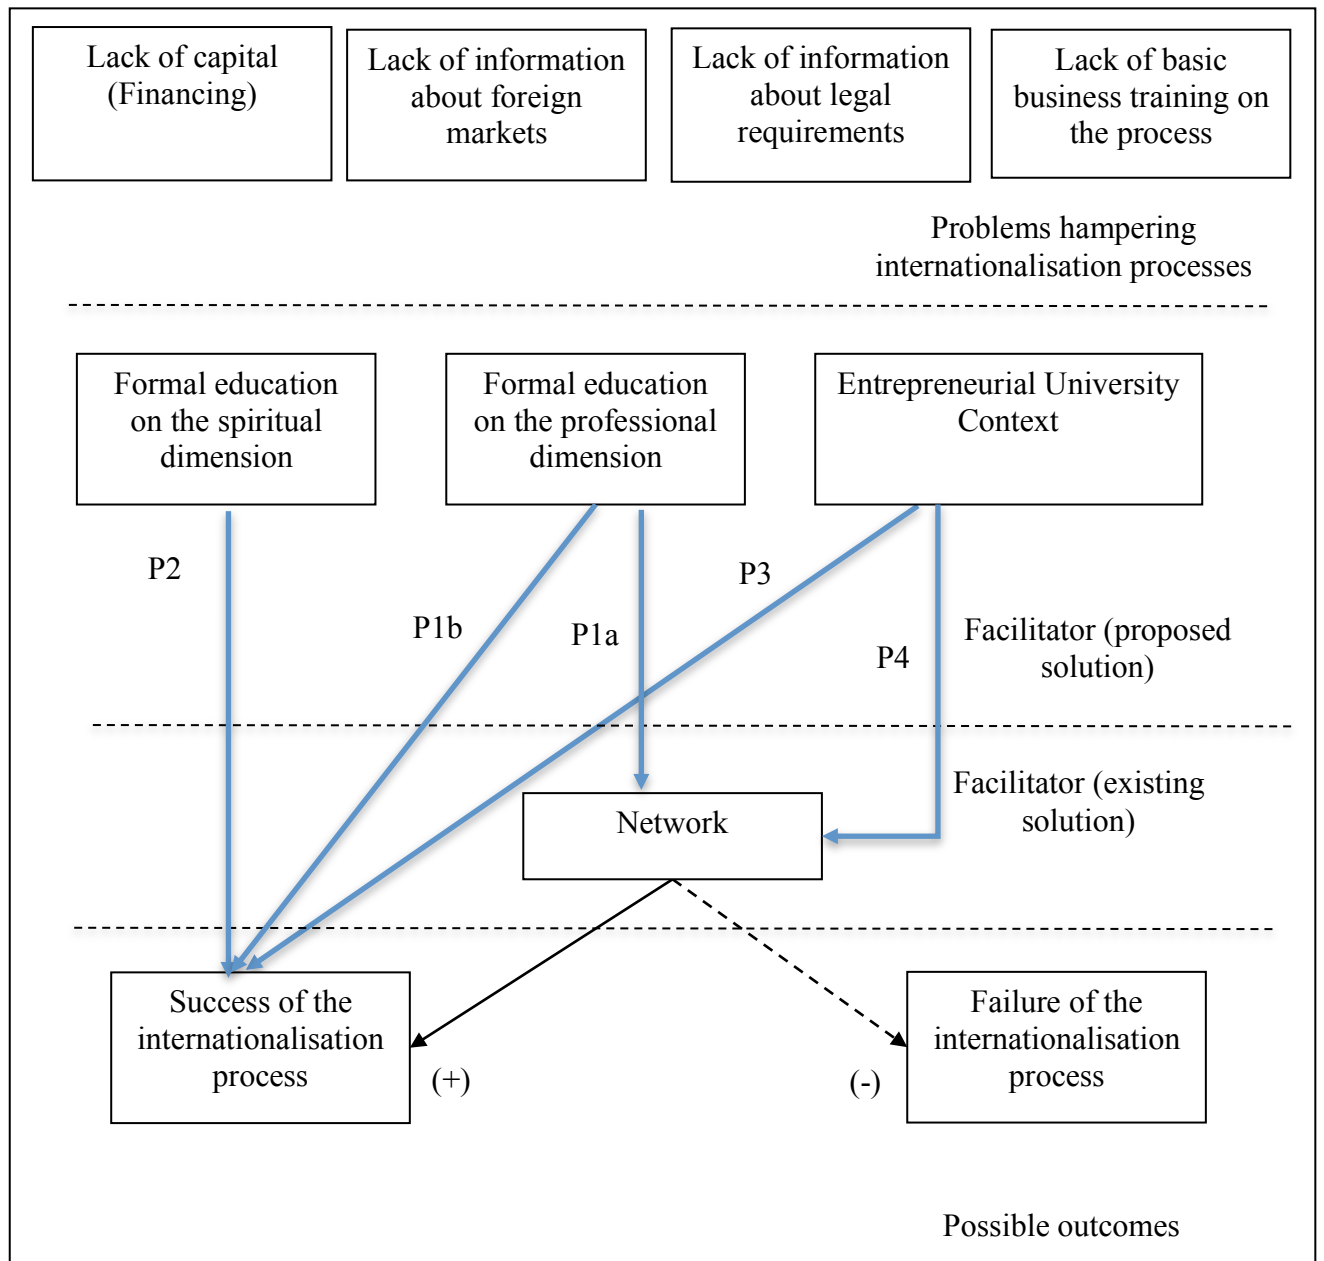 Lack of capital
(Financing)
Lack of information
about foreign
markets
Lack of information
about legal
requirements
Lack of basic
business training on
the process
Problems hampering
internationalisation processes
Formal education
on the spiritual
dimension
Formal education
on the professional
dimension
Entrepreneurial University
Context
P2
P1b
P1a
P3
P4
Facilitator (proposed
solution)
Facilitator (existing
solution)
Network
Success of the
internationalisation
process
(+)
(-)
Failure of the
internationalisation
process
Possible outcomes